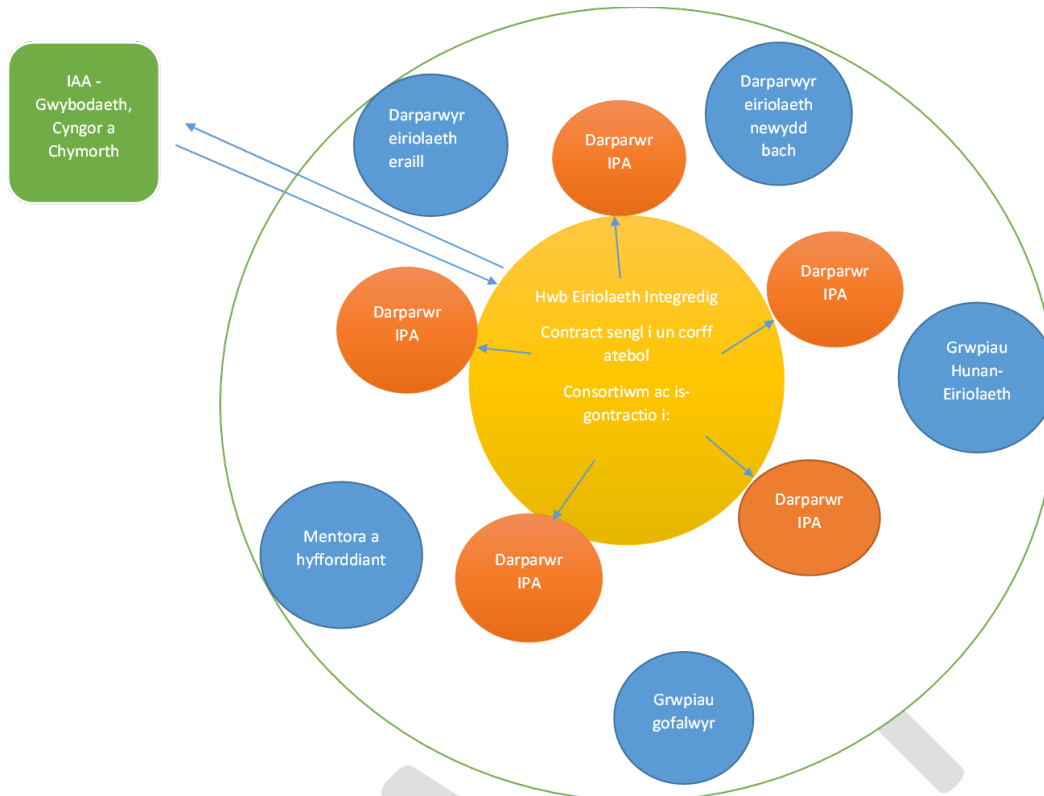 IAA -
Gwybodaeth,
Cyngor a
Chymorth
Darparwyr
eiriolaeth
eraill
Darparwr
IPA
Darparwyr
eiriolaeth
newydd
bach
Darparwr
IPA
Darparwr
IPA
Hwb Eiriolaeth Integredig
Contract sengl i un corff
atebol
Consortiwm ac is-
gontractio i:
Grwpiau
Hunan-
Eiriolaeth
Darparwr
IPA
Mentora a
hyfforddiant
Darparwr
IPA
Grwpiau
gofalwyr